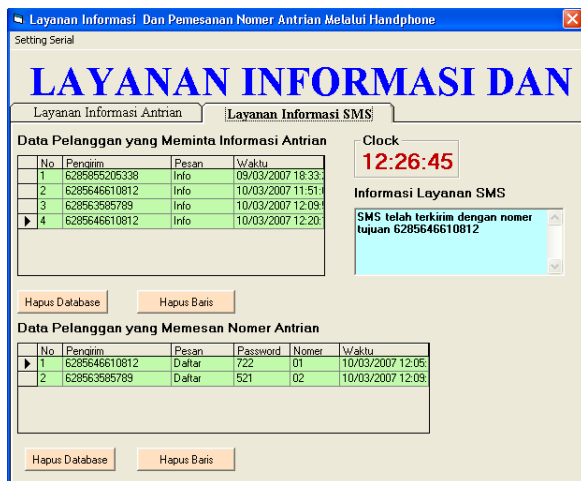 Layanan Informasi Dan Pemesanan Nomer Antrian Melalui Handphone
Setting Serial
LAYANAN INFORMASI DAN
Layanan Informasi Antrian Layanan Informasi SMS
Data Pelanggan yang Meminta Informasi Antrian
No Pengirim Pesan Waktu
1 6285855205338 Info 09/03/2007 18:33:
2 6285646610812 Info 10/03/2007 11:51:
3 628563585789 Info 10/03/2007 12:09:
4 6285646610812 Info 10/03/2007 12:20:
Hapus Database Hapus Baris
Clock
12:26:45
Informasi Layanan SMS
SMS telah terkirim dengan nomer
tujuan 6285646610812
Data Pelanggan yang Memesan Nomer Antrian
No Pengirim Pesan Password Nomer Waktu
1 6285646610812 Daftar 722 01 10/03/2007 12:05:
2 628563585789 Daftar 521 02 10/03/2007 12:09:
Hapus Database Hapus Baris